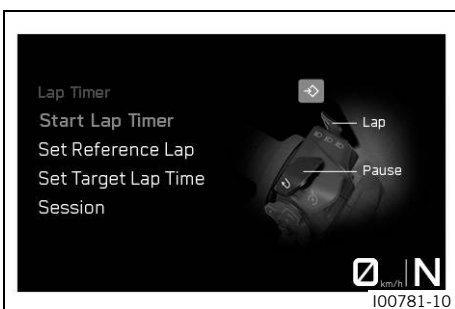 Lap Timer
Start Lap Timer
Set Reference Lap
Set Target Lap Time
Session
Lap
Pause
0 km/h N
I00781-10